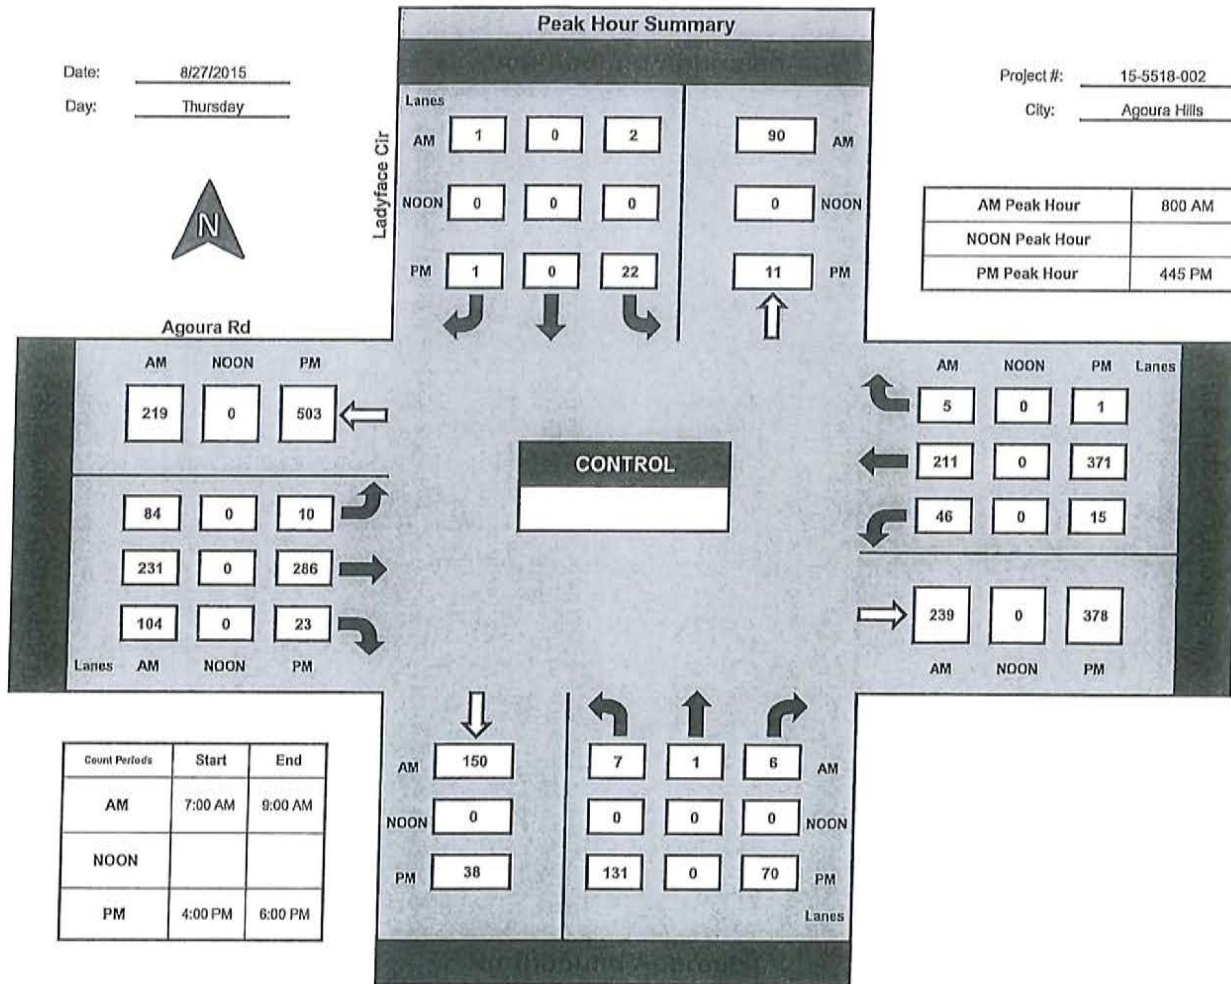 Peak Hour Summary
Date: 8/27/2015
Day: Thursday
Project #: 15-5518-002
City: Agoura Hills
N
Ladyface Cir
Lanes
AM 1 0 2 90 AM
NOON 0 0 0 0 NOON
PM 1 0 22 11 PM
AM Peak Hour 800 AM
NOON Peak Hour
PM Peak Hour 445 PM
Agoura Rd
AM NOON PM
219 0 503
84 0 10
231 0 286
104 0 23
Lanes AM NOON PM
CONTROL
AM NOON PM Lanes
5 0 1
211 0 371
46 0 15
239 0 378
AM NOON PM
Count Periods Start End
AM 7:00 AM 9:00 AM
NOON
PM 4:00 PM 6:00 PM
AM 150 7 1 6 AM
NOON 0 0 0 0 NOON
PM 38 131 0 70 PM
Lanes